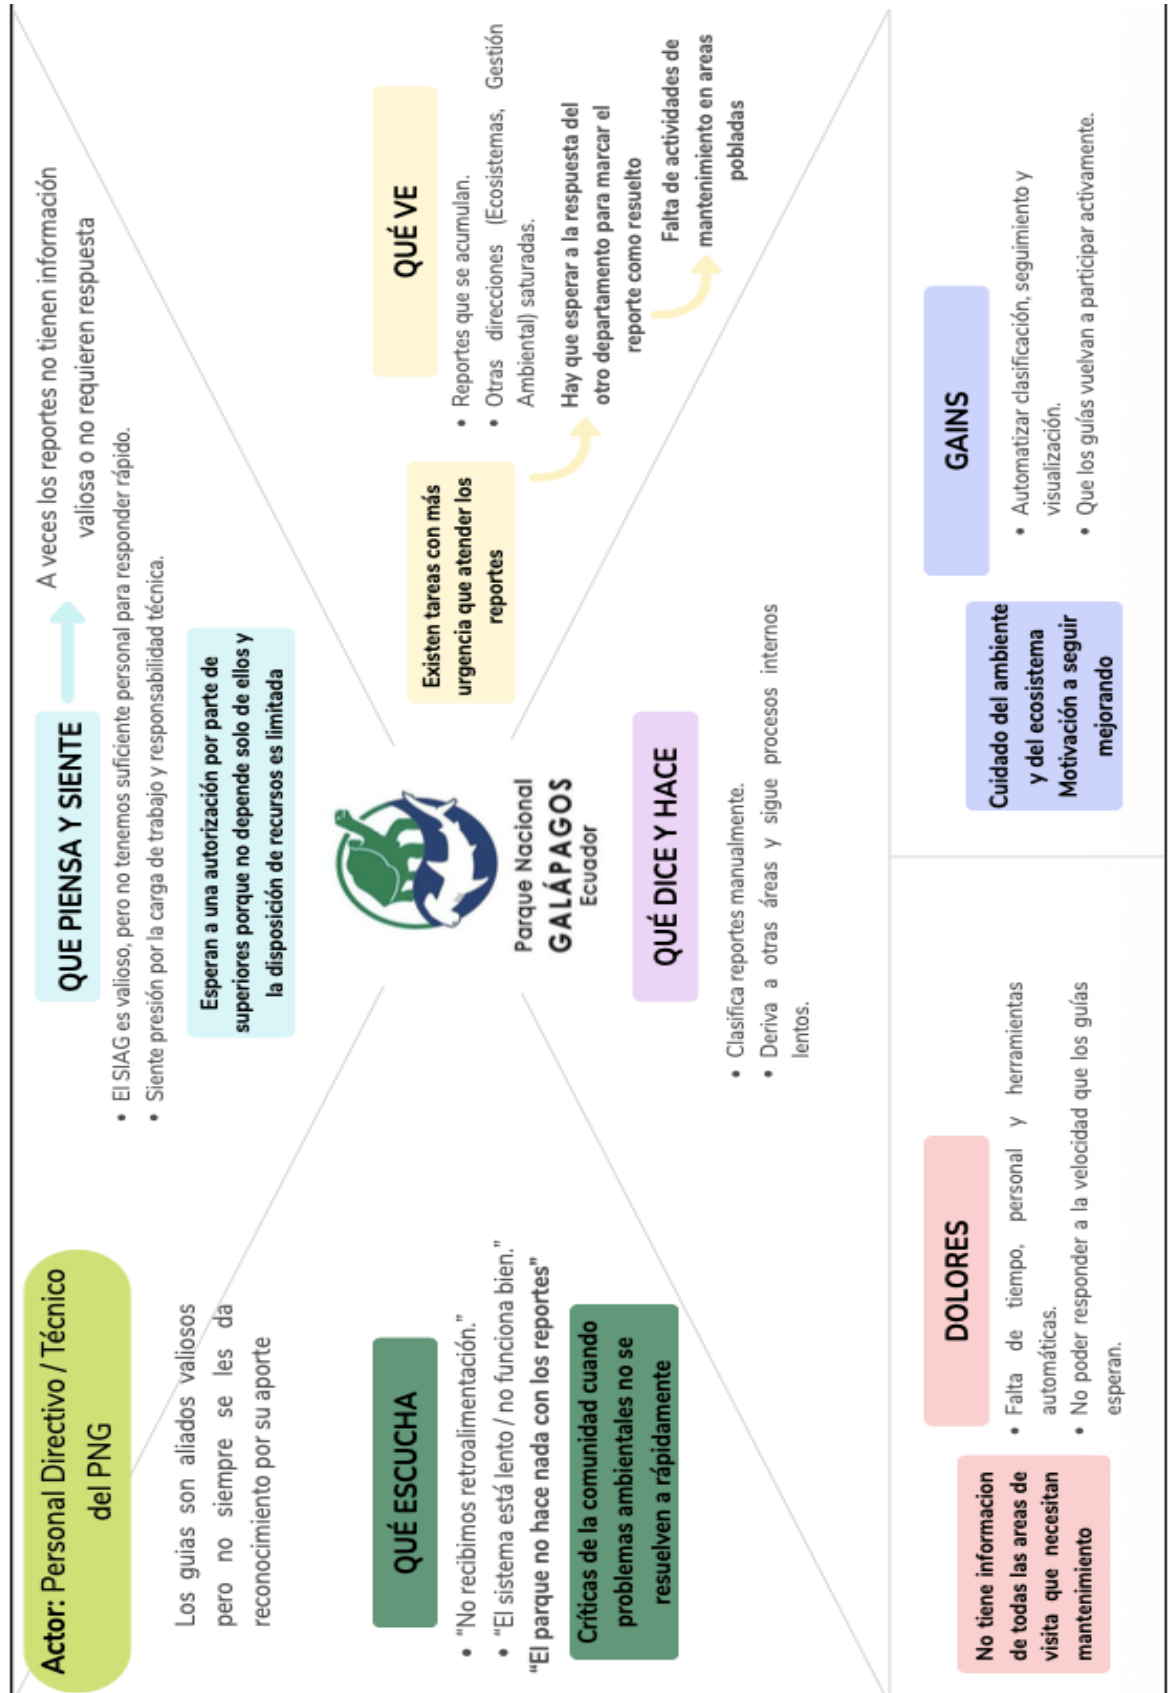 Actor: Personal Directivo / Técnico
del PNG
Los guias son aliados valiosos
pero no siempre se les da
reconocimiento por su aporte
QUE PIENSA Y SIENTE
A veces los reportes no tienen información
valiosa o no requieren respuesta
• El SIAG es valioso, pero no tenemos suficiente personal para responder rápido.
• Siente presión por la carga de trabajo y responsabilidad técnica.
Esperan a una autorización por parte de
superiores porque no depende solo de ellos y
la disposición de recursos es limitada
QUÉ ESCUCHA
• “No recibimos retroalimentación.”
• “El sistema está lento / no funciona bien.”
“El parque no hace nada con los reportes”
Críticas de la comunidad cuando
problemas ambientales no se
resuelven a rápidamente
Parque Nacional
GALÁPAGOS
Ecuador
QUÉ VE
• Reportes que se acumulan.
• Otras direcciones (Ecosistemas, Gestión
Ambiental) saturadas.
Existen tareas con más
urgencia que atender los
reportes
Hay que esperar a la respuesta del
otro departamento para marcar el
reporte como resuelto
Falta de actividades de
mantenimiento en areas
pobladas
QUÉ DICE Y HACE
• Clasifica reportes manualmente.
• Deriva a otras áreas y sigue procesos internos
lentos.
DOLORES
No tiene informacion
de todas las areas de
visita que necesitan
mantenimiento
• Falta de tiempo, personal y herramientas
automáticas.
• No poder responder a la velocidad que los guías
esperan.
GAINS
Cuidado del ambiente
y del ecosistema
Motivación a seguir
mejorando
• Automatizar clasificación, seguimiento y
visualización.
• Que los guías vuelvan a participar activamente.